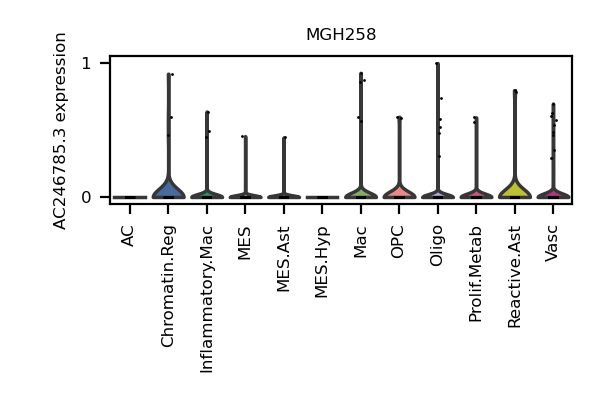 MGH258
AC246785.3 expression
1
0
AC
Chromatin.Reg
Inflammatory.Mac
MES
MES.Ast
MES.Hyp
Mac
OPC
Oligo
Prolif.Metab
Reactive.Ast
Vasc